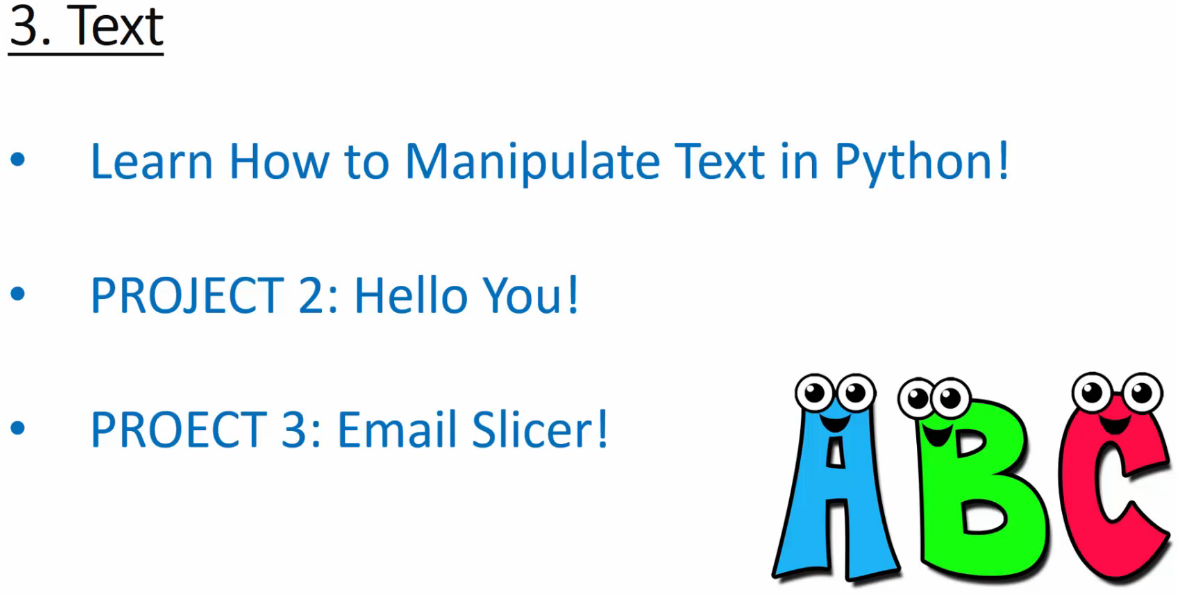 3. Text
• Learn How to Manipulate Text in Python!
• PROJECT 2: Hello You!
• PROECT 3: Email Slicer!
ABC